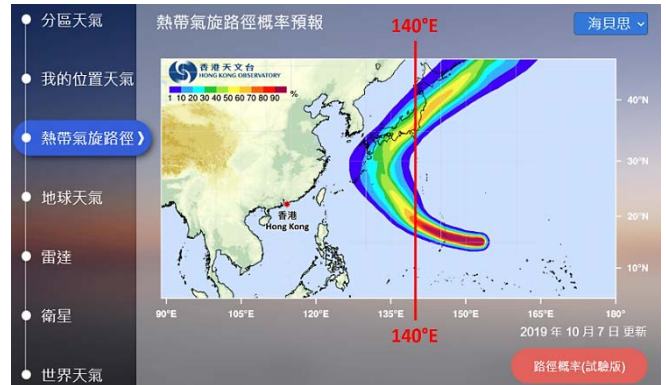 分區天氣
我的位置天氣
熱帶氣旋路徑 ❯
地球天氣
雷達
衛星
世界天氣
熱帶氣旋路徑概率預報
海貝思
140°E
香港天文台
HONG KONG OBSERVATORY
1 10 20 30 40 50 60 70 80 90 %
40°N
30°N
20°N
10°N
香港
Hong Kong
90°E 105°E 120°E 135°E 150°E 165°E 180°
140°E
2019 年 10 月 7 日 更新
路徑概率(試驗版)